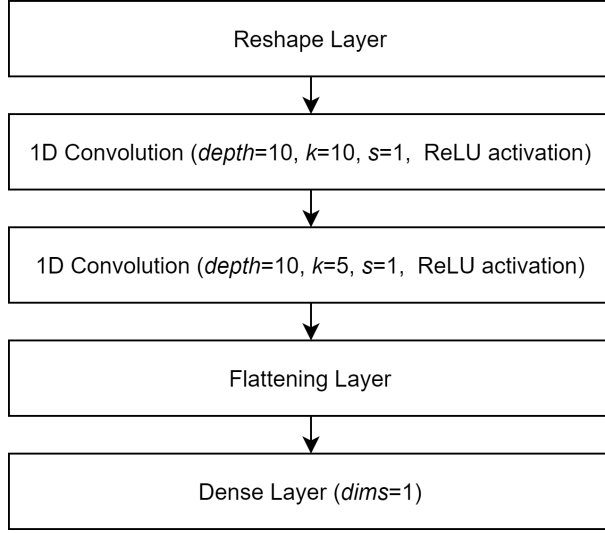 Reshape Layer
1D Convolution (depth=10, k=10, s=1,  ReLU activation)
1D Convolution (depth=10, k=5, s=1,  ReLU activation)
Flattening Layer
Dense Layer (dims=1)